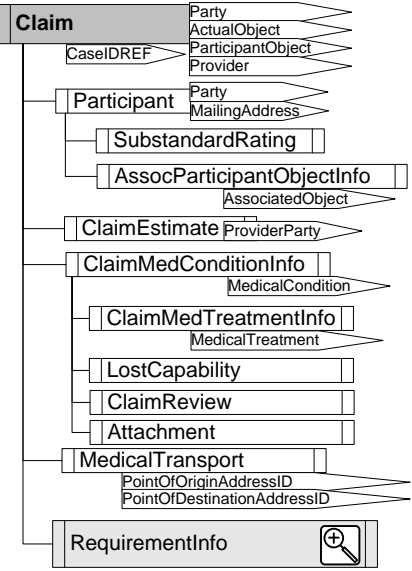 Claim
Party
ActualObject
CaseIDREF
ParticipantObject
Provider
Participant
Party
MailingAddress
SubstandardRating
AssocParticipantObjectInfo
AssociatedObject
ClaimEstimate
ProviderParty
ClaimMedConditionInfo
MedicalCondition
ClaimMedTreatmentInfo
MedicalTreatment
LostCapability
ClaimReview
Attachment
MedicalTransport
PointOfOriginAddressID
PointOfDestinationAddressID
RequirementInfo